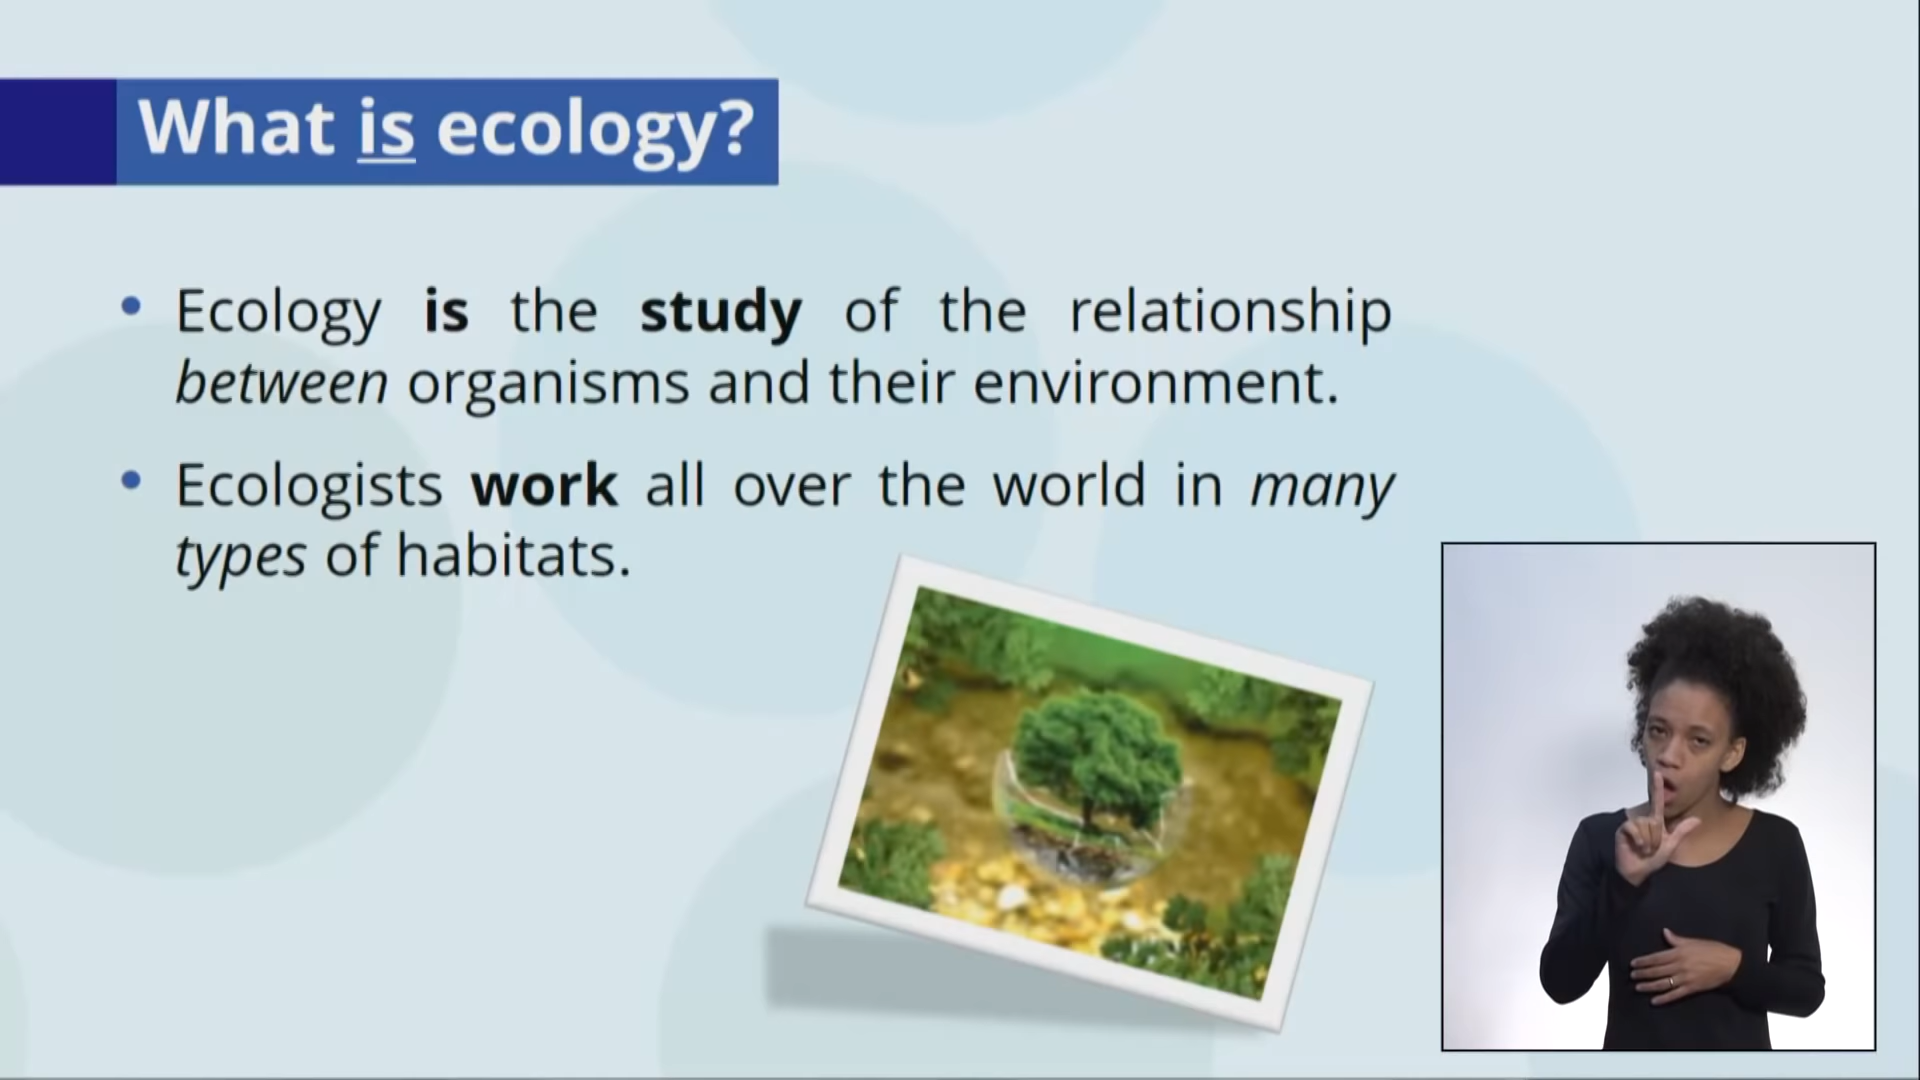 What is ecology?
• Ecology is the study of the relationship
between organisms and their environment.
• Ecologists work all over the world in many
types of habitats.